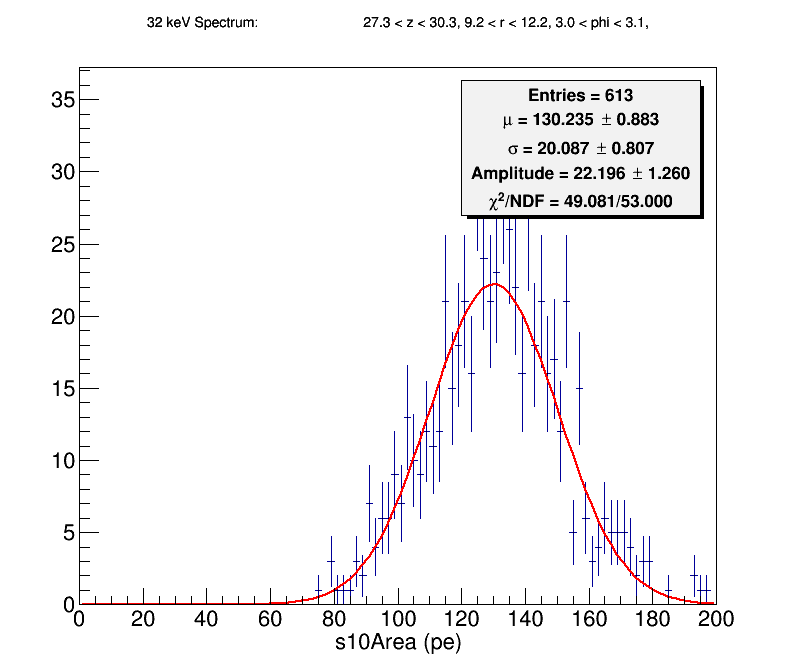 32 keV Spectrum: 27.3 < z < 30.3, 9.2 < r < 12.2, 3.0 < phi < 3.1,
Entries = 613
μ = 130.235 ± 0.883
σ = 20.087 ± 0.807
Amplitude = 22.196 ± 1.260
χ²/NDF = 49.081/53.000
35
30
25
20
15
10
5
0
0 20 40 60 80 100 120 140 160 180 200
s10Area (pe)